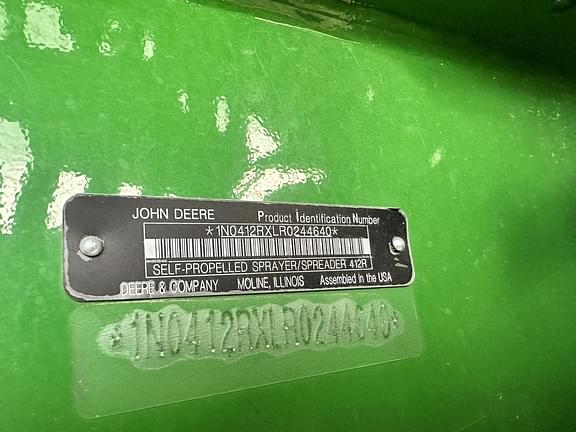 JOHN DEERE Product Identification Number
*1N0412RXLR0244640*
SELF-PROPELLED SPRAYER/SPREADER 412R
DEERE & COMPANY MOLINE, ILLINOIS Assembled in the USA
*1N0412RXLR0244640*